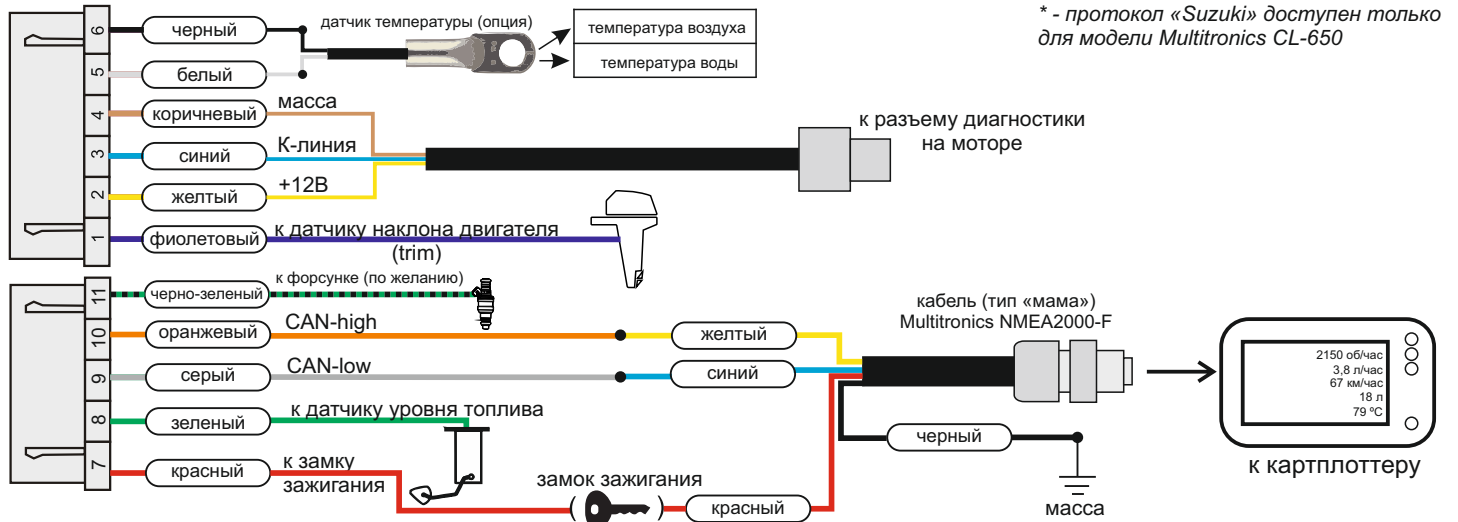 * - протокол «Suzuki» доступен только
для модели Multitronics CL-650
6
черный
датчик температуры (опция)
температура воздуха
температура воды
5
белый
4
коричневый
масса
3
синий
К-линия
2
желтый
+12В
к разъему диагностики
на моторе
1
фиолетовый
к датчику наклона двигателя
(trim)
11
черно-зеленый
к форсунке (по желанию)
10
оранжевый
CAN-high
желтый
кабель (тип «мама»)
Multitronics NMEA2000-F
9
серый
CAN-low
синий
2150 об/час
3,8 л/час
67 км/час
18 л
79 ºC
8
зеленый
к датчику уровня топлива
черный
масса
к картплоттеру
7
красный
к замку
зажигания
замок зажигания
( )
красный